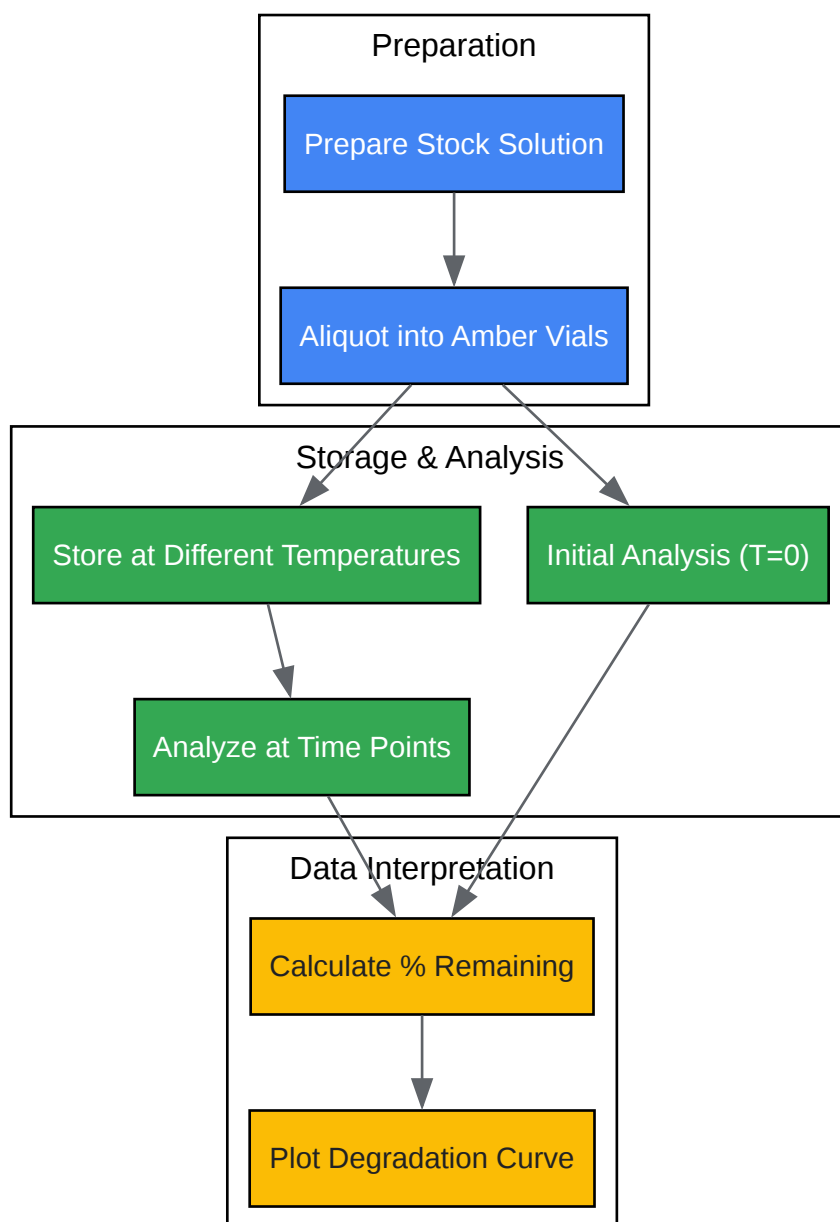 Preparation
Prepare Stock Solution
Aliquot into Amber Vials
Storage & Analysis
Store at Different Temperatures
Initial Analysis (T=0)
Analyze at Time Points
Data Interpretation
Calculate % Remaining
Plot Degradation Curve